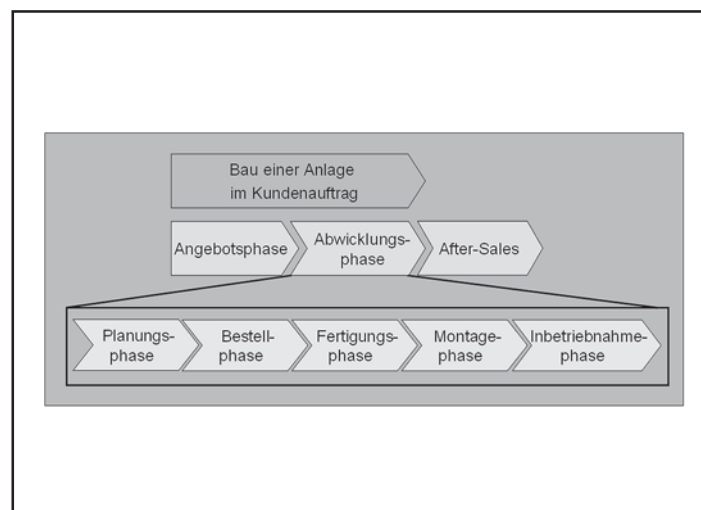 Bau einer Anlage
im Kundenauftrag
Angebotsphase
Abwicklungs-
phase
After-Sales
Planungs-
phase
Bestell-
phase
Fertigungs-
phase
Montage-
phase
Inbetriebnahme-
phase